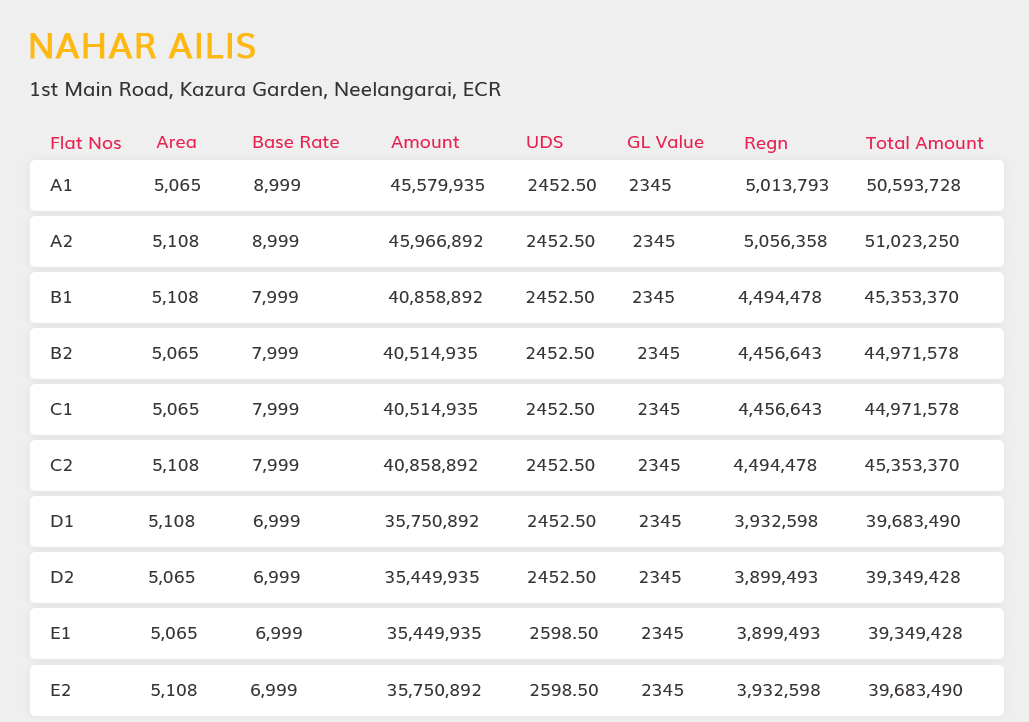 NAHAR AILIS
1st Main Road, Kazura Garden, Neelangarai, ECR
Flat Nos Area Base Rate Amount UDS GL Value Regn Total Amount
A1 5,065 8,999 45,579,935 2452.50 2345 5,013,793 50,593,728
A2 5,108 8,999 45,966,892 2452.50 2345 5,056,358 51,023,250
B1 5,108 7,999 40,858,892 2452.50 2345 4,494,478 45,353,370
B2 5,065 7,999 40,514,935 2452.50 2345 4,456,643 44,971,578
C1 5,065 7,999 40,514,935 2452.50 2345 4,456,643 44,971,578
C2 5,108 7,999 40,858,892 2452.50 2345 4,494,478 45,353,370
D1 5,108 6,999 35,750,892 2452.50 2345 3,932,598 39,683,490
D2 5,065 6,999 35,449,935 2452.50 2345 3,899,493 39,349,428
E1 5,065 6,999 35,449,935 2598.50 2345 3,899,493 39,349,428
E2 5,108 6,999 35,750,892 2598.50 2345 3,932,598 39,683,490